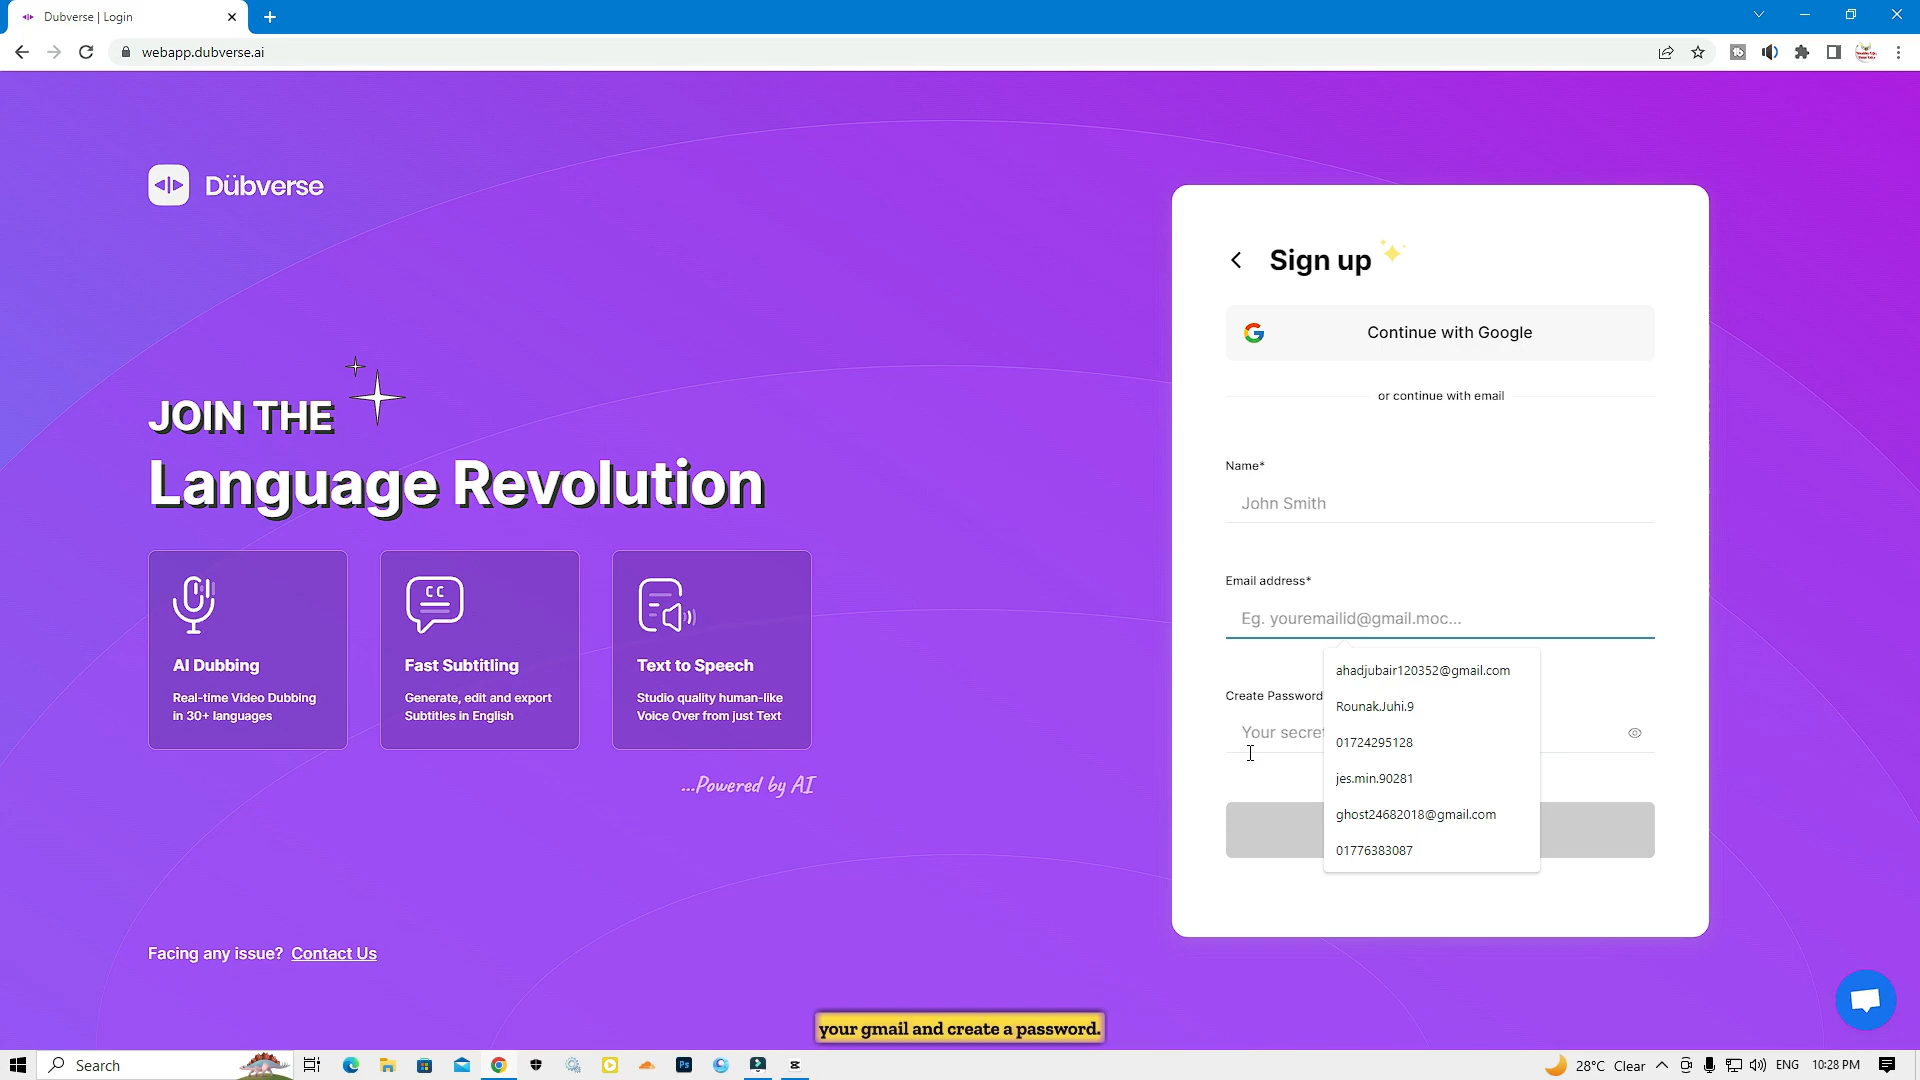 Dubverse | Login
webapp.dubverse.ai
Dübverse
JOIN THE
Language Revolution
AI Dubbing
Real-time Video Dubbing
in 30+ languages
CC
Fast Subtitling
Generate, edit and export
Subtitles in English
Text to Speech
Studio quality human-like
Voice Over from just Text
...Powered by AI
Facing any issue? Contact Us
Sign up
Continue with Google
or continue with email
Name*
John Smith
Email address*
Eg. youremailid@gmail.moc...
ahadjubair120352@gmail.com
Create Password
Rounak.Juhi.9
Your secret
01724295128
jes.min.90281
ghost24682018@gmail.com
01776383087
your gmail and create a password.
Search
Ps
28°C Clear
ENG
10:28 PM